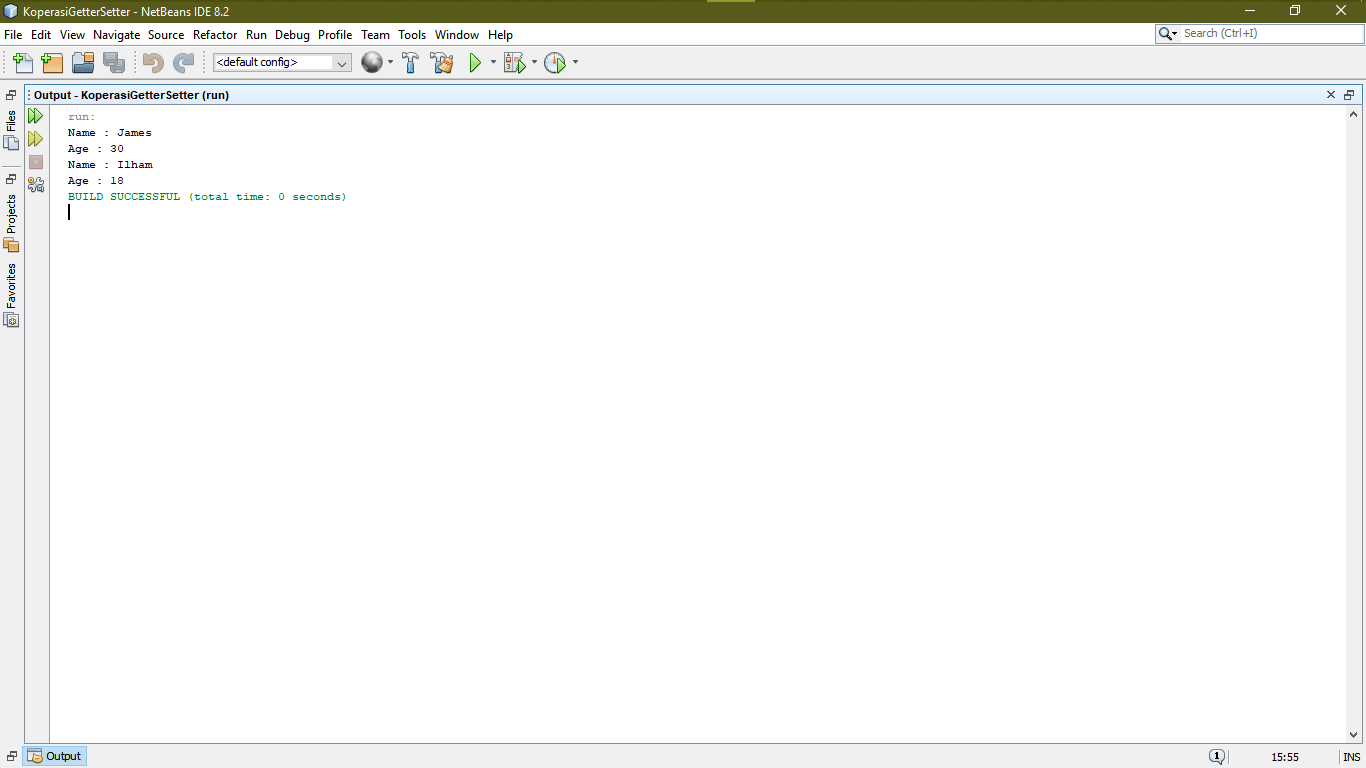 KoperasiGetterSetter - NetBeans IDE 8.2
File Edit View Navigate Source Refactor Run Debug Profile Team Tools Window Help
Search (Ctrl+I)
<default config>
Output - KoperasiGetterSetter (run)
Files
Projects
Favorites
run:
Name : James
Age : 30
Name : Ilham
Age : 18
BUILD SUCCESSFUL (total time: 0 seconds)
Output
1
15:55
INS